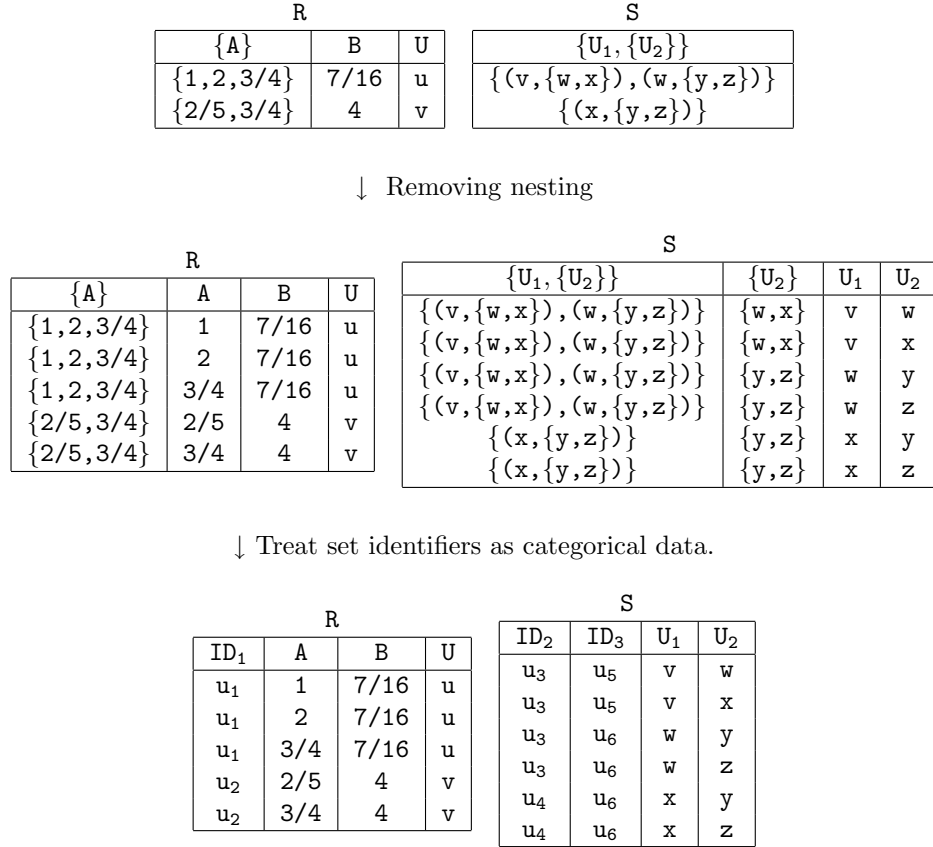 R S
{A} B U {U₁,{U₂}}
{1,2,3/4} 7/16 u {(v,{w,x}),(w,{y,z})}
{2/5,3/4} 4 v {(x,{y,z})}
↓ Removing nesting
R
{A} A B U
{1,2,3/4} 1 7/16 u
{1,2,3/4} 2 7/16 u
{1,2,3/4} 3/4 7/16 u
{2/5,3/4} 2/5 4 v
{2/5,3/4} 3/4 4 v
S
{U₁,{U₂}} {U₂} U₁ U₂
{(v,{w,x}),(w,{y,z})} {w,x} v w
{(v,{w,x}),(w,{y,z})} {w,x} v x
{(v,{w,x}),(w,{y,z})} {y,z} w y
{(v,{w,x}),(w,{y,z})} {y,z} w z
{(x,{y,z})} {y,z} x y
{(x,{y,z})} {y,z} x z
↓ Treat set identifiers as categorical data.
R
ID₁ A B U
u₁ 1 7/16 u
u₁ 2 7/16 u
u₁ 3/4 7/16 u
u₂ 2/5 4 v
u₂ 3/4 4 v
S
ID₂ ID₃ U₁ U₂
u₃ u₅ v w
u₃ u₅ v x
u₃ u₆ w y
u₃ u₆ w z
u₄ u₆ x y
u₄ u₆ x z